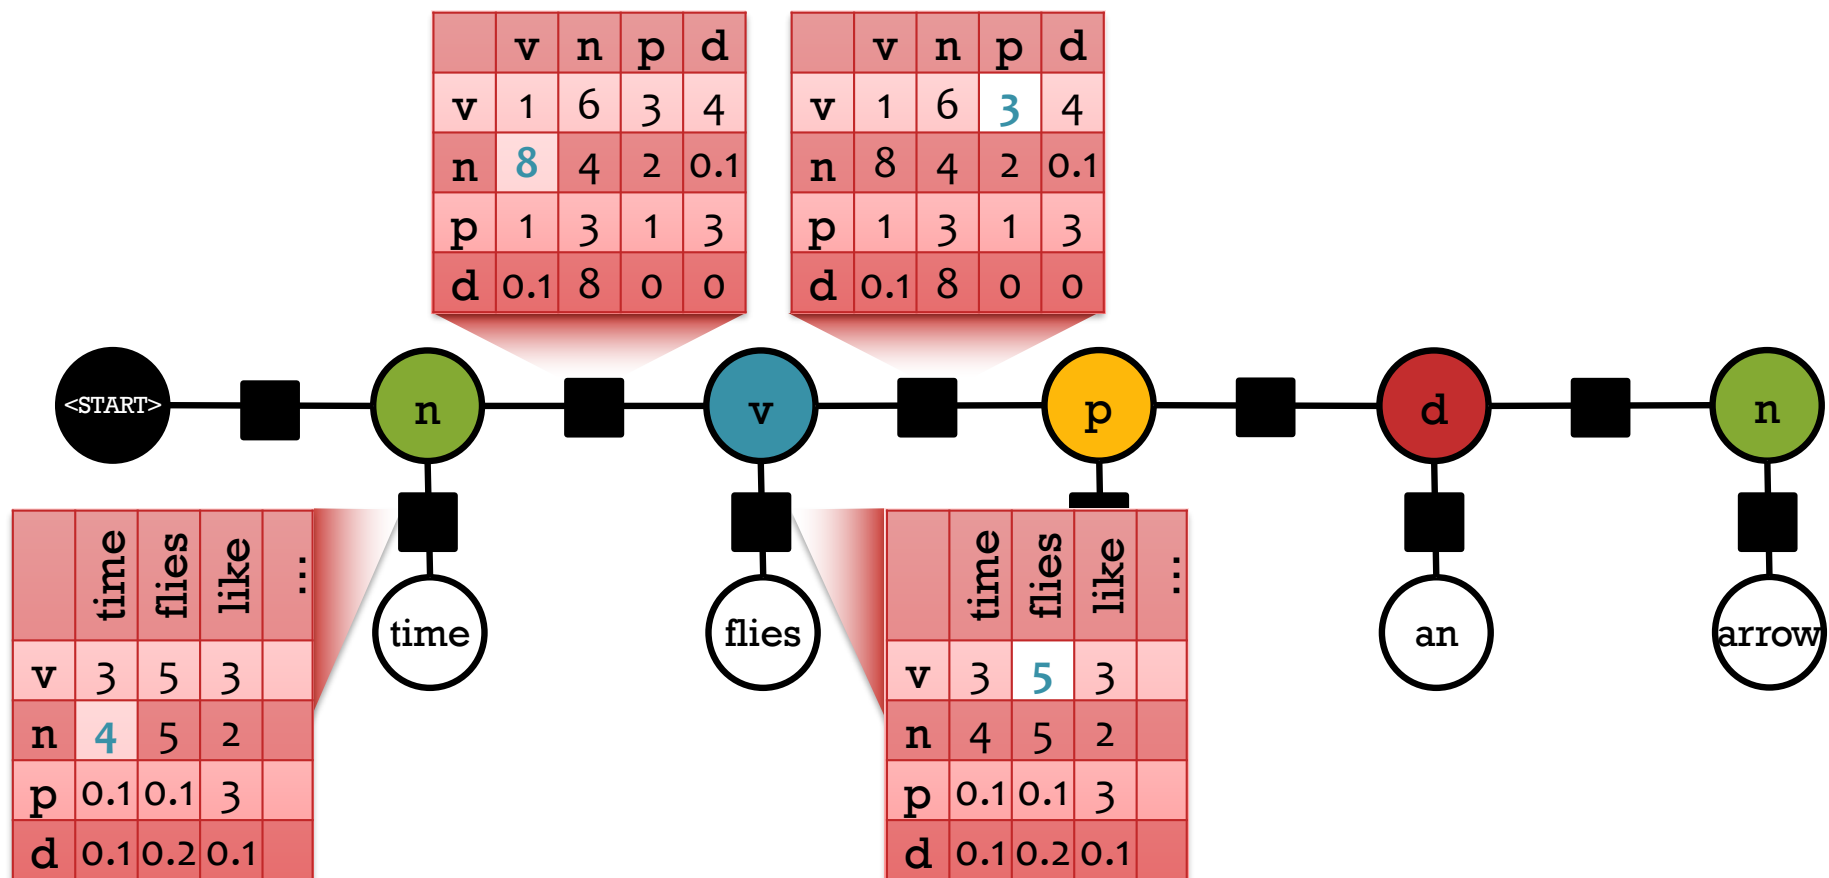 v n p d
v 1 6 3 4
n 8 4 2 0.1
p 1 3 1 3
d 0.1 8 0 0
v n p d
v 1 6 3 4
n 8 4 2 0.1
p 1 3 1 3
d 0.1 8 0 0
<START> n v p d n
time flies like ...
v 3 5 3
n 4 5 2
p 0.1 0.1 3
d 0.1 0.2 0.1
time
flies
time flies like ...
v 3 5 3
n 4 5 2
p 0.1 0.1 3
d 0.1 0.2 0.1
an
arrow